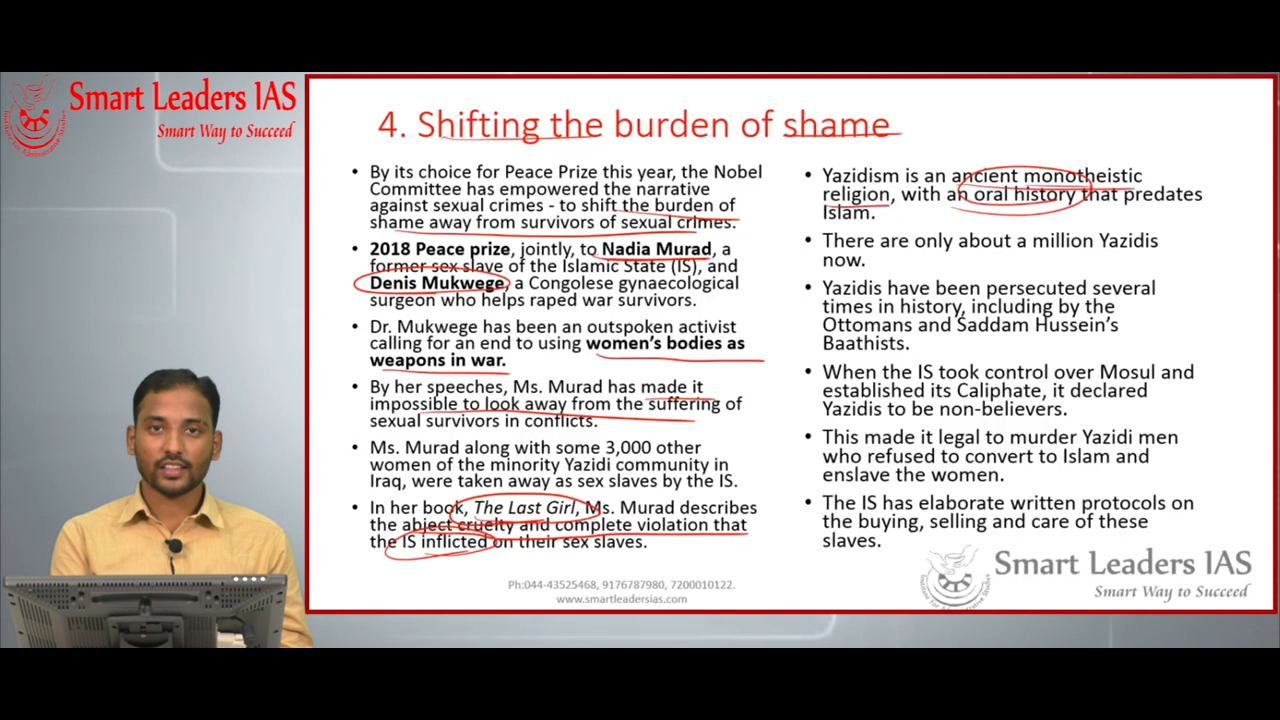 Smart Leaders IAS
Smart Way to Succeed
4. Shifting the burden of shame
• By its choice for Peace Prize this year, the Nobel
Committee has empowered the narrative
against sexual crimes - to shift the burden of
shame away from survivors of sexual crimes.
• 2018 Peace prize, jointly, to Nadia Murad, a
former sex slave of the Islamic State (IS), and
Denis Mukwege, a Congolese gynaecological
surgeon who helps raped war survivors.
• Dr. Mukwege has been an outspoken activist
calling for an end to using women's bodies as
weapons in war.
• By her speeches, Ms. Murad has made it
impossible to look away from the suffering of
sexual survivors in conflicts.
• Ms. Murad along with some 3,000 other
women of the minority Yazidi community in
Iraq, were taken away as sex slaves by the IS.
• In her book, The Last Girl, Ms. Murad describes
the abject cruelty and complete violation that
the IS inflicted on their sex slaves.
• Yazidism is an ancient monotheistic
religion, with an oral history that predates
Islam.
• There are only about a million Yazidis
now.
• Yazidis have been persecuted several
times in history, including by the
Ottomans and Saddam Hussein's
Baathists.
• When the IS took control over Mosul and
established its Caliphate, it declared
Yazidis to be non-believers.
• This made it legal to murder Yazidi men
who refused to convert to Islam and
enslave the women.
• The IS has elaborate written protocols on
the buying, selling and care of these
slaves.
Ph:044-43525468, 9176787980, 7200010122.
www.smartleadersias.com
Smart Leaders IAS
Smart Way to Succeed